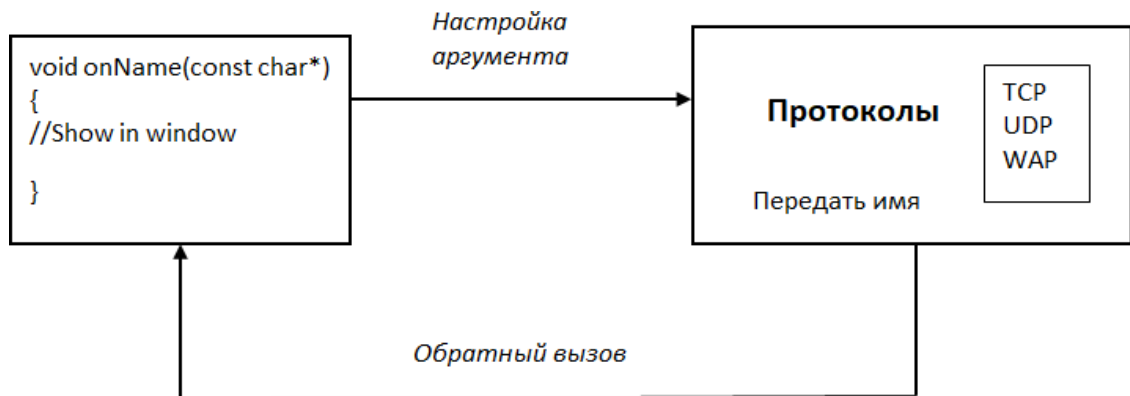 Настройка
аргумента
void onName(const char*)
{
//Show in window
}
Протоколы
TCP
UDP
WAP
Передать имя
Обратный вызов